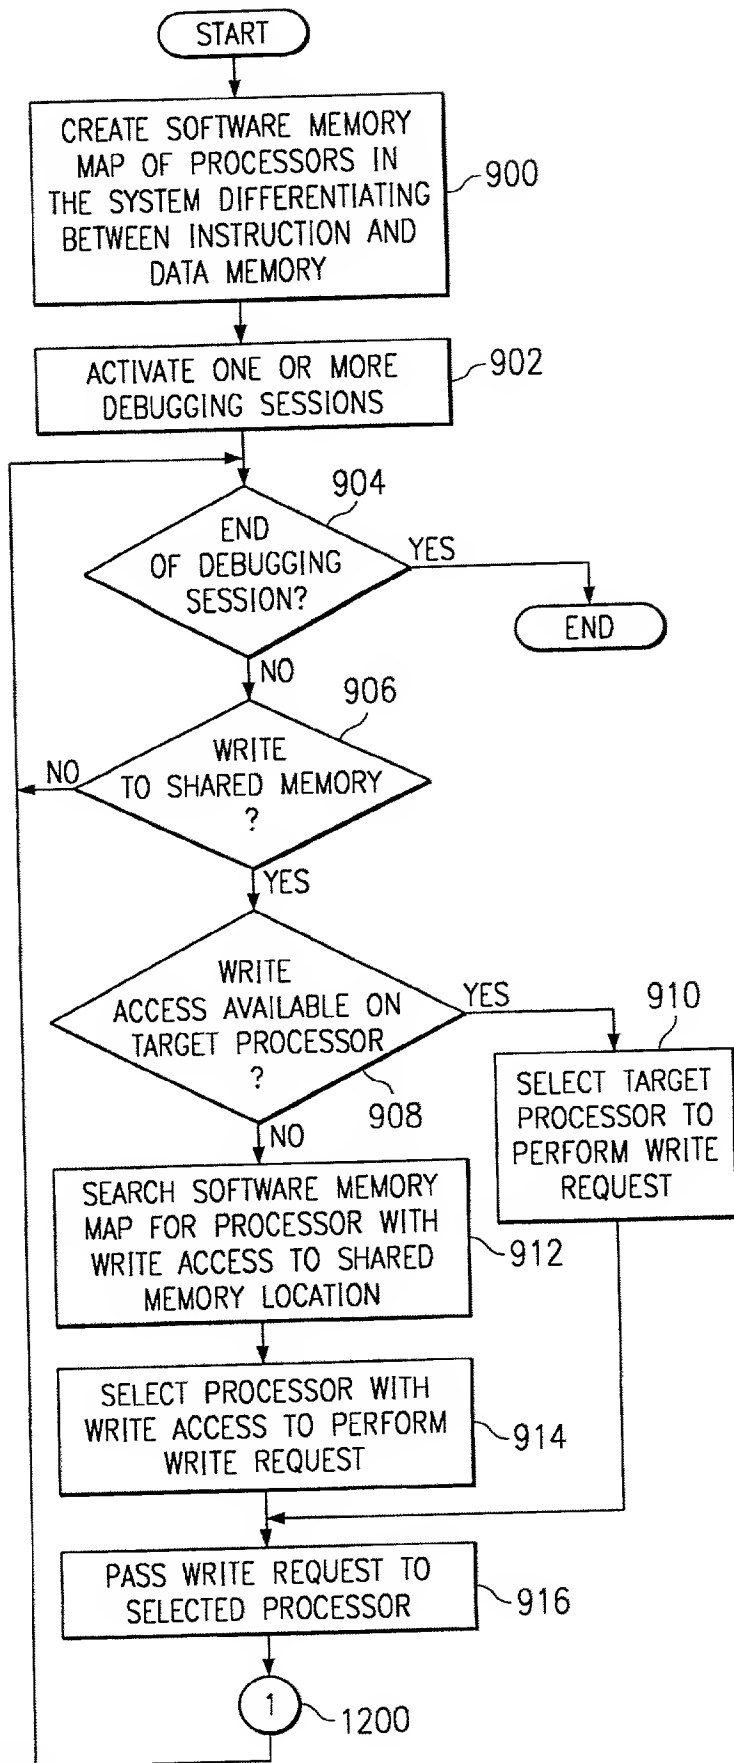 START
CREATE SOFTWARE MEMORY
MAP OF PROCESSORS IN
THE SYSTEM DIFFERENTIATING
BETWEEN INSTRUCTION AND
DATA MEMORY
900
ACTIVATE ONE OR MORE
DEBUGGING SESSIONS
902
904
END
OF DEBUGGING
SESSION?
YES
END
NO
906
WRITE
TO SHARED MEMORY
?
NO
YES
WRITE
ACCESS AVAILABLE ON
TARGET PROCESSOR
?
YES
908
910
SELECT TARGET
PROCESSOR TO
PERFORM WRITE
REQUEST
NO
SEARCH SOFTWARE MEMORY
MAP FOR PROCESSOR WITH
WRITE ACCESS TO SHARED
MEMORY LOCATION
912
SELECT PROCESSOR WITH
WRITE ACCESS TO PERFORM
WRITE REQUEST
914
PASS WRITE REQUEST TO
SELECTED PROCESSOR
916
1
1200